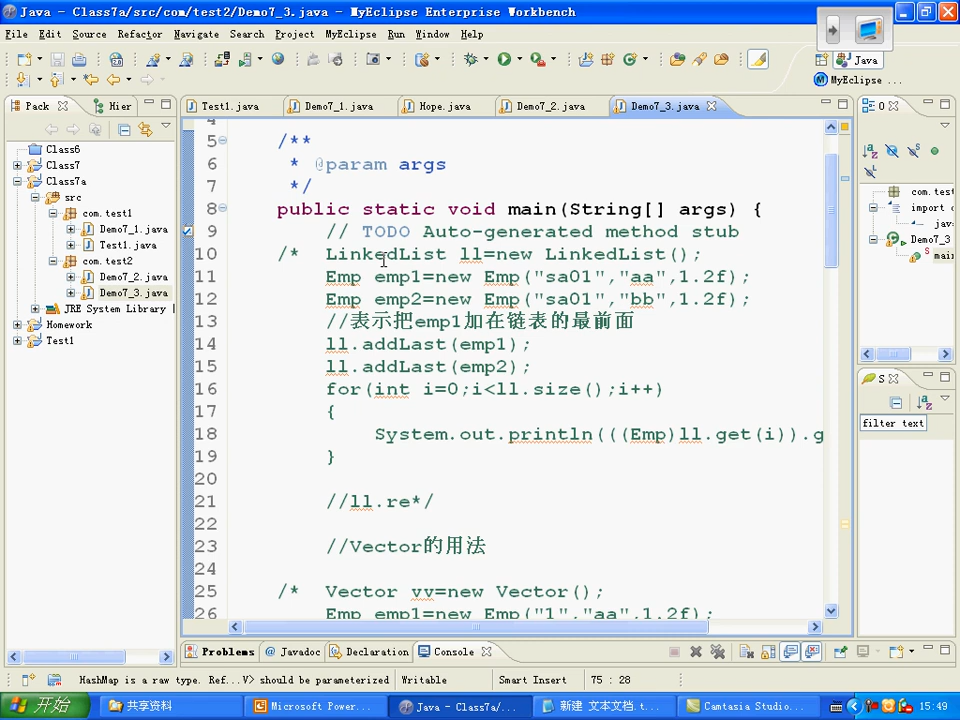 Java - Class7a/src/com/test2/Demo7_3.java - MyEclipse Enterprise Workbench
File Edit Source Refactor Navigate Search Project MyEclipse Run Window Help
Java
MyEclipse ...
Pack Hier
Test1.java Demo7_1.java Hope.java Demo7_2.java Demo7_3.java
Class6
Class7
Class7a
src
com.test1
Demo7_1.java
Test1.java
com.test2
Demo7_2.java
Demo7_3.java
JRE System Library
Homework
Test1
5 /**
6 * @param args
7 */
8 public static void main(String[] args) {
9 // TODO Auto-generated method stub
10 /* LinkedList ll=new LinkedList();
11 Emp emp1=new Emp("sa01","aa",1.2f);
12 Emp emp2=new Emp("sa01","bb",1.2f);
13 //表示把emp1加在链表的最前面
14 ll.addLast(emp1);
15 ll.addLast(emp2);
16 for(int i=0;i<ll.size();i++)
17 {
18 System.out.println(((Emp)ll.get(i)).g
19 }
20
21 //ll.re*/
22
23 //Vector的用法
24
25 /* Vector vv=new Vector();
26 Emp emp1=new Emp("1","aa",1.2f);
O
com.test
import
java
Demo7_3
main
S
filter text
Problems @ Javadoc Declaration Console
HashMap is a raw type. Ref...V> should be parameterized Writable Smart Insert 75 : 28
开始 共享资料 Microsoft Power... Java - Class7a/... 新建 文本文档.t... Camtasia Studio... 15:49